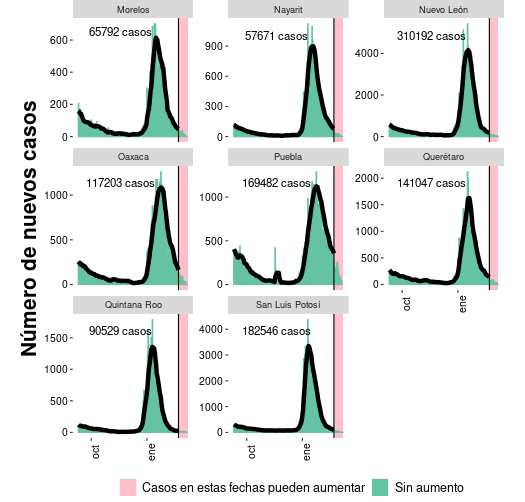 Número de nuevos casos
Morelos
65792 casos
600
400
200
0
Nayarit
57671 casos
900
600
300
0
Nuevo León
310192 casos
4000
2000
0
Oaxaca
117203 casos
1000
500
0
Puebla
169482 casos
1000
500
0
Querétaro
141047 casos
2000
1500
1000
500
0
oct
ene
Quintana Roo
90529 casos
1500
1000
500
0
oct
ene
San Luis Potosí
182546 casos
4000
3000
2000
1000
0
oct
ene
Casos en estas fechas pueden aumentar
Sin aumento